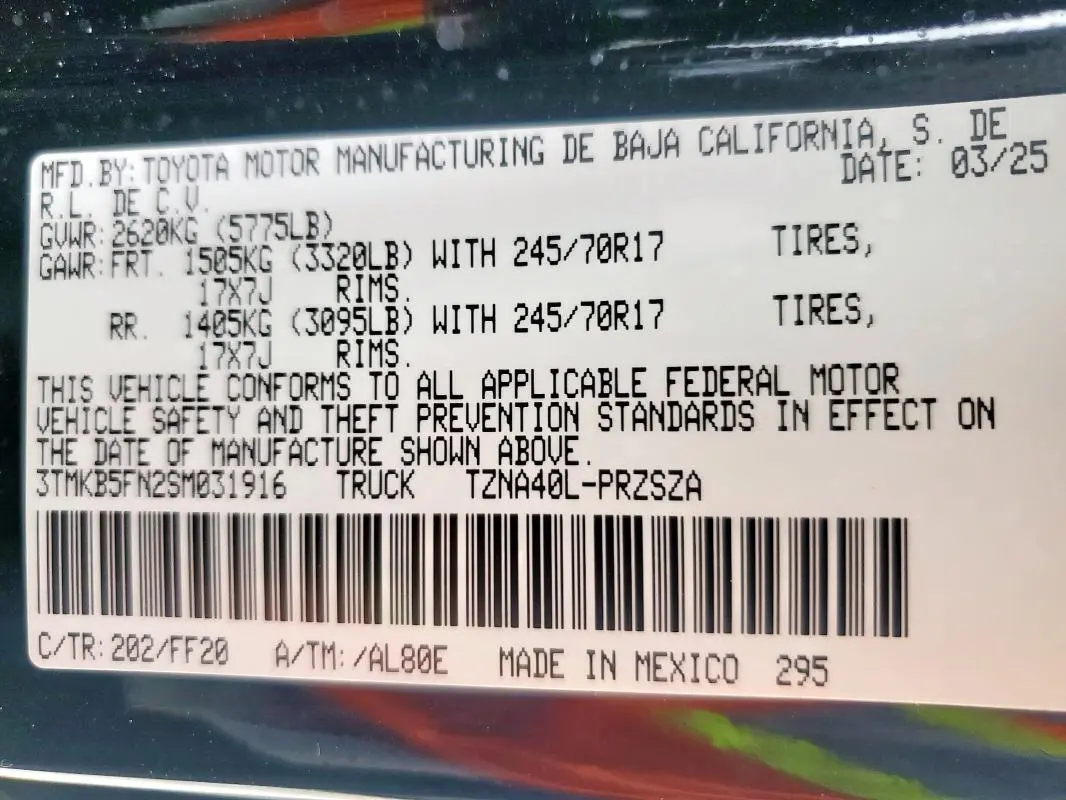 MFD.BY: TOYOTA MOTOR MANUFACTURING DE BAJA CALIFORNIA, S. DE
R.L. DE C.V. DATE: 03/25
GVWR: 2620KG (5775LB)
GAWR: FRT. 1505KG (3320LB) WITH 245/70R17 TIRES,
17X7J RIMS.
RR. 1405KG (3095LB) WITH 245/70R17 TIRES,
17X7J RIMS.
THIS VEHICLE CONFORMS TO ALL APPLICABLE FEDERAL MOTOR
VEHICLE SAFETY AND THEFT PREVENTION STANDARDS IN EFFECT ON
THE DATE OF MANUFACTURE SHOWN ABOVE.
3TMKB5FN2SM031916 TRUCK TZNA40L-PRZSZA
C/TR: 202/FF20 A/TM: /AL80E MADE IN MEXICO 295